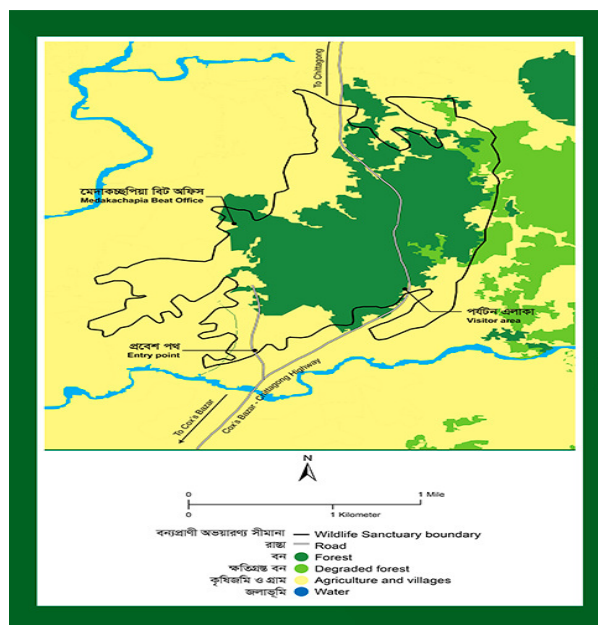 To Chittagong
মেদাকচ্ছপিয়া বিট অফিস
Medakachapia Beat Office
পর্যটন এলাকা
Visitor area
প্রবেশ পথ
Entry point
Cox's Bazar - Chittagong Highway
To Cox's Bazar
N
0 1 Mile
0 1 Kilometer
বন্যপ্রাণী অভয়ারণ্য সীমানা Wildlife Sanctuary boundary
রাস্তা Road
বন Forest
ক্ষতিগ্রস্ত বন Degraded forest
কৃষিজমি ও গ্রাম Agriculture and villages
জলাভূমি Water